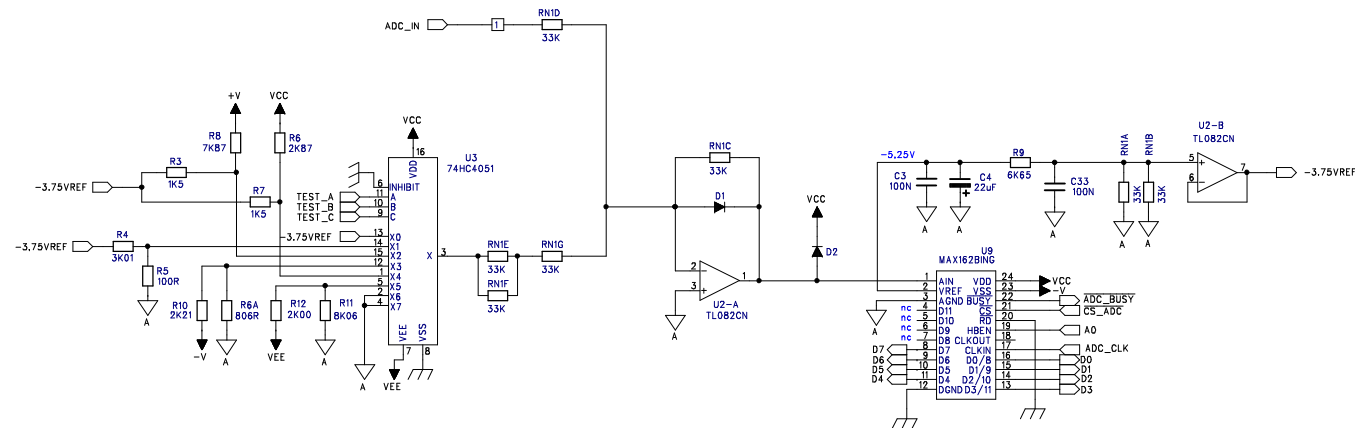 ADC_IN
1
RN1D
33K
+V
VCC
R8
7K87
R6
2K87
R3
1K5
-3.75VREF
R7
1K5
VCC
U3
74HC4051
16
VDD
6
INHIBIT
TEST_A
11
A
TEST_B
10
B
TEST_C
9
C
-3.75VREF
13
X0
14
X1
15
X2
12
X3
1
X4
5
X5
2
X6
4
X7
X
3
VEE
VSS
7
8
VEE
-3.75VREF
R4
3K01
R5
100R
A
R10
2K21
-V
R6A
806R
A
R12
2K00
VEE
R11
8K06
A
A
RN1E
33K
RN1F
33K
RN1G
33K
RN1C
33K
D1
2
3
1
U2-A
TL082CN
A
VCC
D2
-5.25V
C3
100N
A
C4
22uF
A
R9
6K65
C33
100N
A
RN1A
33K
A
RN1B
33K
A
U2-B
TL082CN
5
6
7
-3.75VREF
U9
MAX162BING
1
AIN
VDD
24
VCC
2
VREF
VSS
23
-V
3
AGND
BUSY
22
ADC_BUSY
A
nc
4
D11
CS
21
CS_ADC
nc
5
D10
RD
20
nc
6
D9
HBEN
19
A0
nc
7
D8
CLKOUT
18
D7
8
D7
CLKIN
17
ADC_CLK
D6
9
D6
D0/8
16
D0
D5
10
D5
D1/9
15
D1
D4
11
D4
D2/10
14
D2
12
DGND
D3/11
13
D3